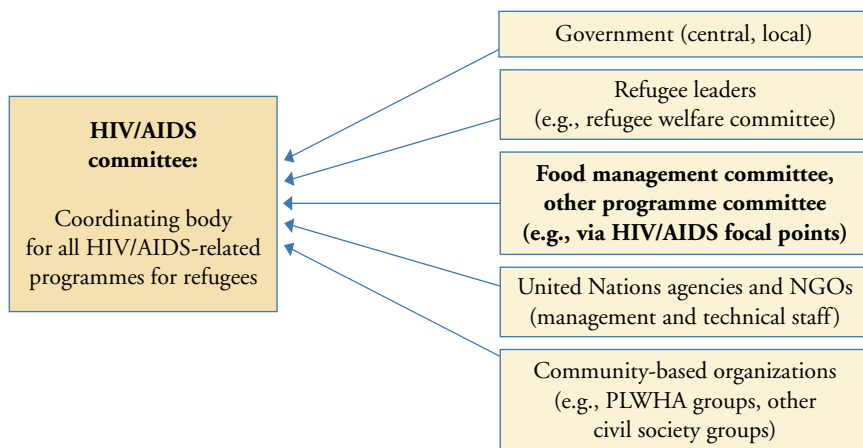 HIV/AIDS
committee:
Coordinating body
for all HIV/AIDS-related
programmes for refugees
Government (central, local)
Refugee leaders
(e.g., refugee welfare committee)
Food management committee,
other programme committee
(e.g., via HIV/AIDS focal points)
United Nations agencies and NGOs
(management and technical staff)
Community-based organizations
(e.g., PLWHA groups, other
civil society groups)